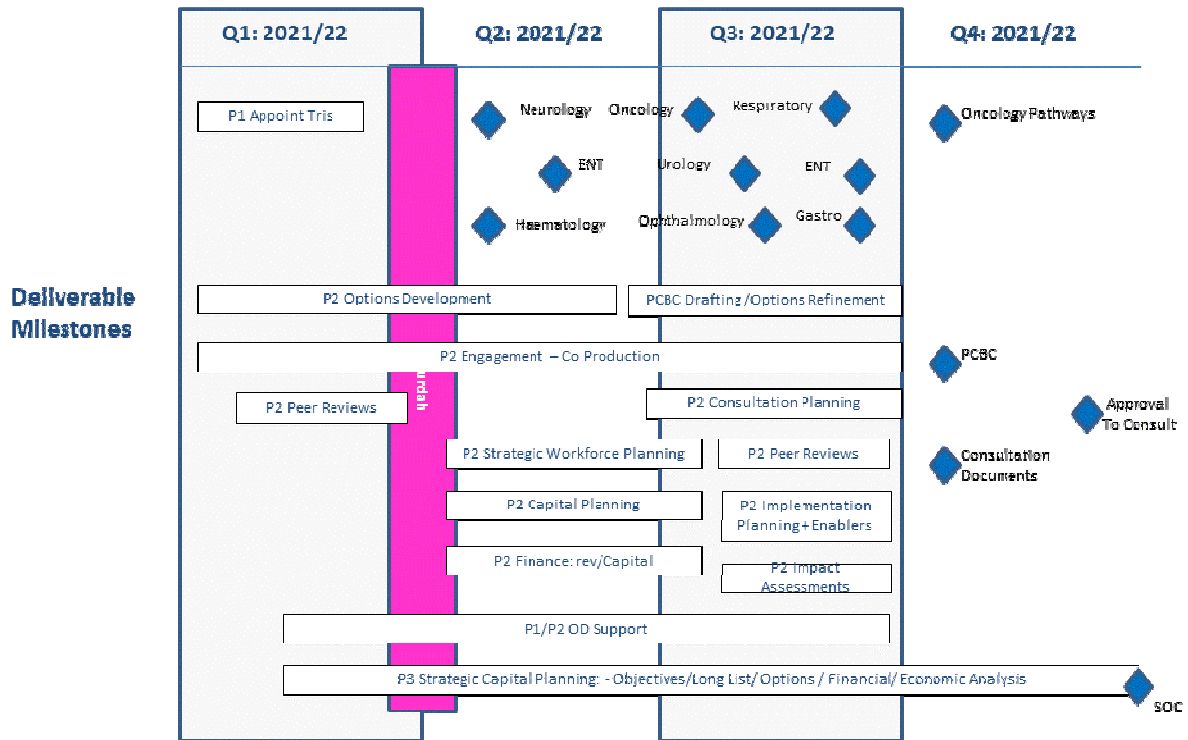 Q1: 2021/22
Q2: 2021/22
Q3: 2021/22
Q4: 2021/22
P1 Appoint Tris
Neurology
Oncology
Respiratory
Oncology Pathways
ENT
Urology
ENT
Haematology
Ophthalmology
Gastro
Deliverable
Milestones
P2 Options Development
PCBC Drafting /Options Refinement
P2 Engagement – Co Production
PCBC
urdah
P2 Peer Reviews
P2 Consultation Planning
Approval
To Consult
P2 Strategic Workforce Planning
P2 Peer Reviews
Consultation
Documents
P2 Capital Planning
P2 Implementation
Planning+Enablers
P2 Finance: rev/Capital
P2 Impact
Assessments
P1/P2 OD Support
P3 Strategic Capital Planning: - Objectives/Long List/ Options / Financial/ Economic Analysis
SOC